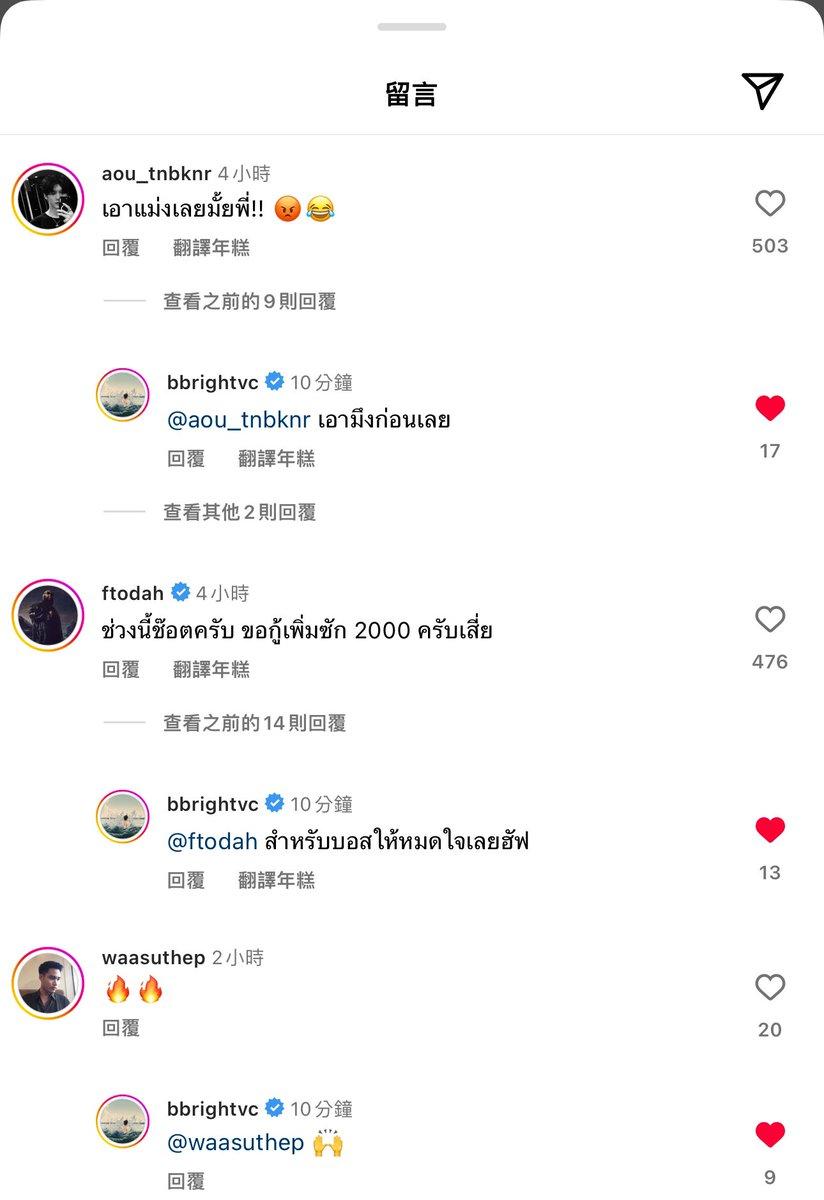 留言
aou_tnbknr 4小時
เอาแม่งเลยมั้ยพี่!! 😡😂
回覆 翻譯年糕
503
查看之前的9則回覆
bbrightvc 10分鐘
@aou_tnbknr เอามึงก่อนเลย
17
回覆 翻譯年糕
查看其他2則回覆
ftodah 4小時
ช่วงนี้ช๊อตครับ ขอกู้เพิ่มซัก 2000 ครับเสี่ย
476
回覆 翻譯年糕
查看之前的14則回覆
bbrightvc 10分鐘
@ftodah สำหรับบอสให้หมดใจเลยฮัฟ
13
回覆 翻譯年糕
waasuthep 2小時
🔥🔥
20
回覆
bbrightvc 10分鐘
@waasuthep 🙌
9
回覆